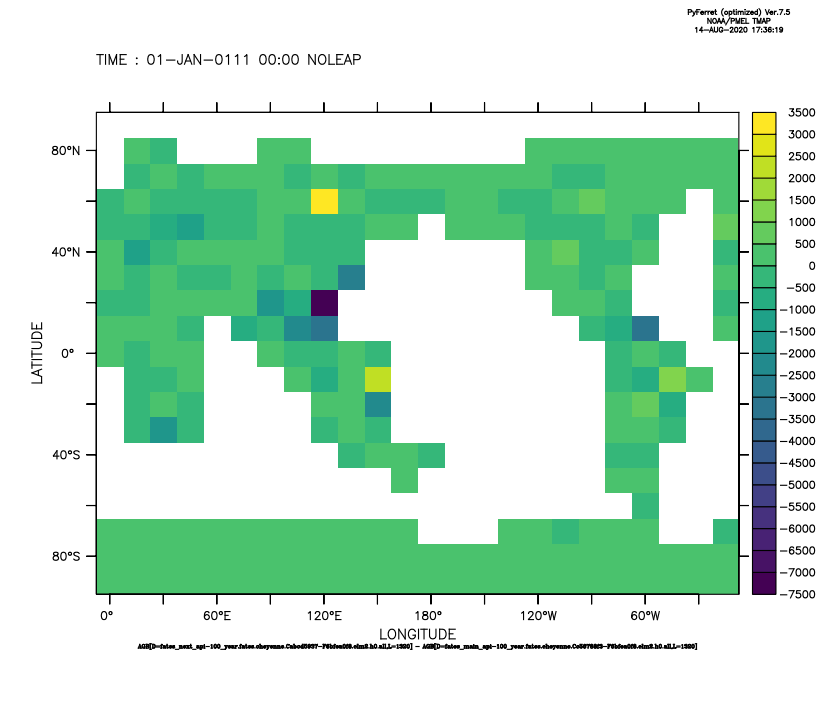 PyFerret (optimized) Ver.7.5
NOAA/PMEL TMAP
14-AUG-2020 17:36:19
TIME : 01-JAN-0111 00:00 NOLEAP
3500
3000
2500
2000
1500
1000
500
0
-500
-1000
-1500
-2000
-2500
-3000
-3500
-4000
-4500
-5000
-5500
-6000
-6500
-7000
-7500
80°N
40°N
0°
40°S
80°S
LATITUDE
0° 60°E 120°E 180° 120°W 60°W
LONGITUDE